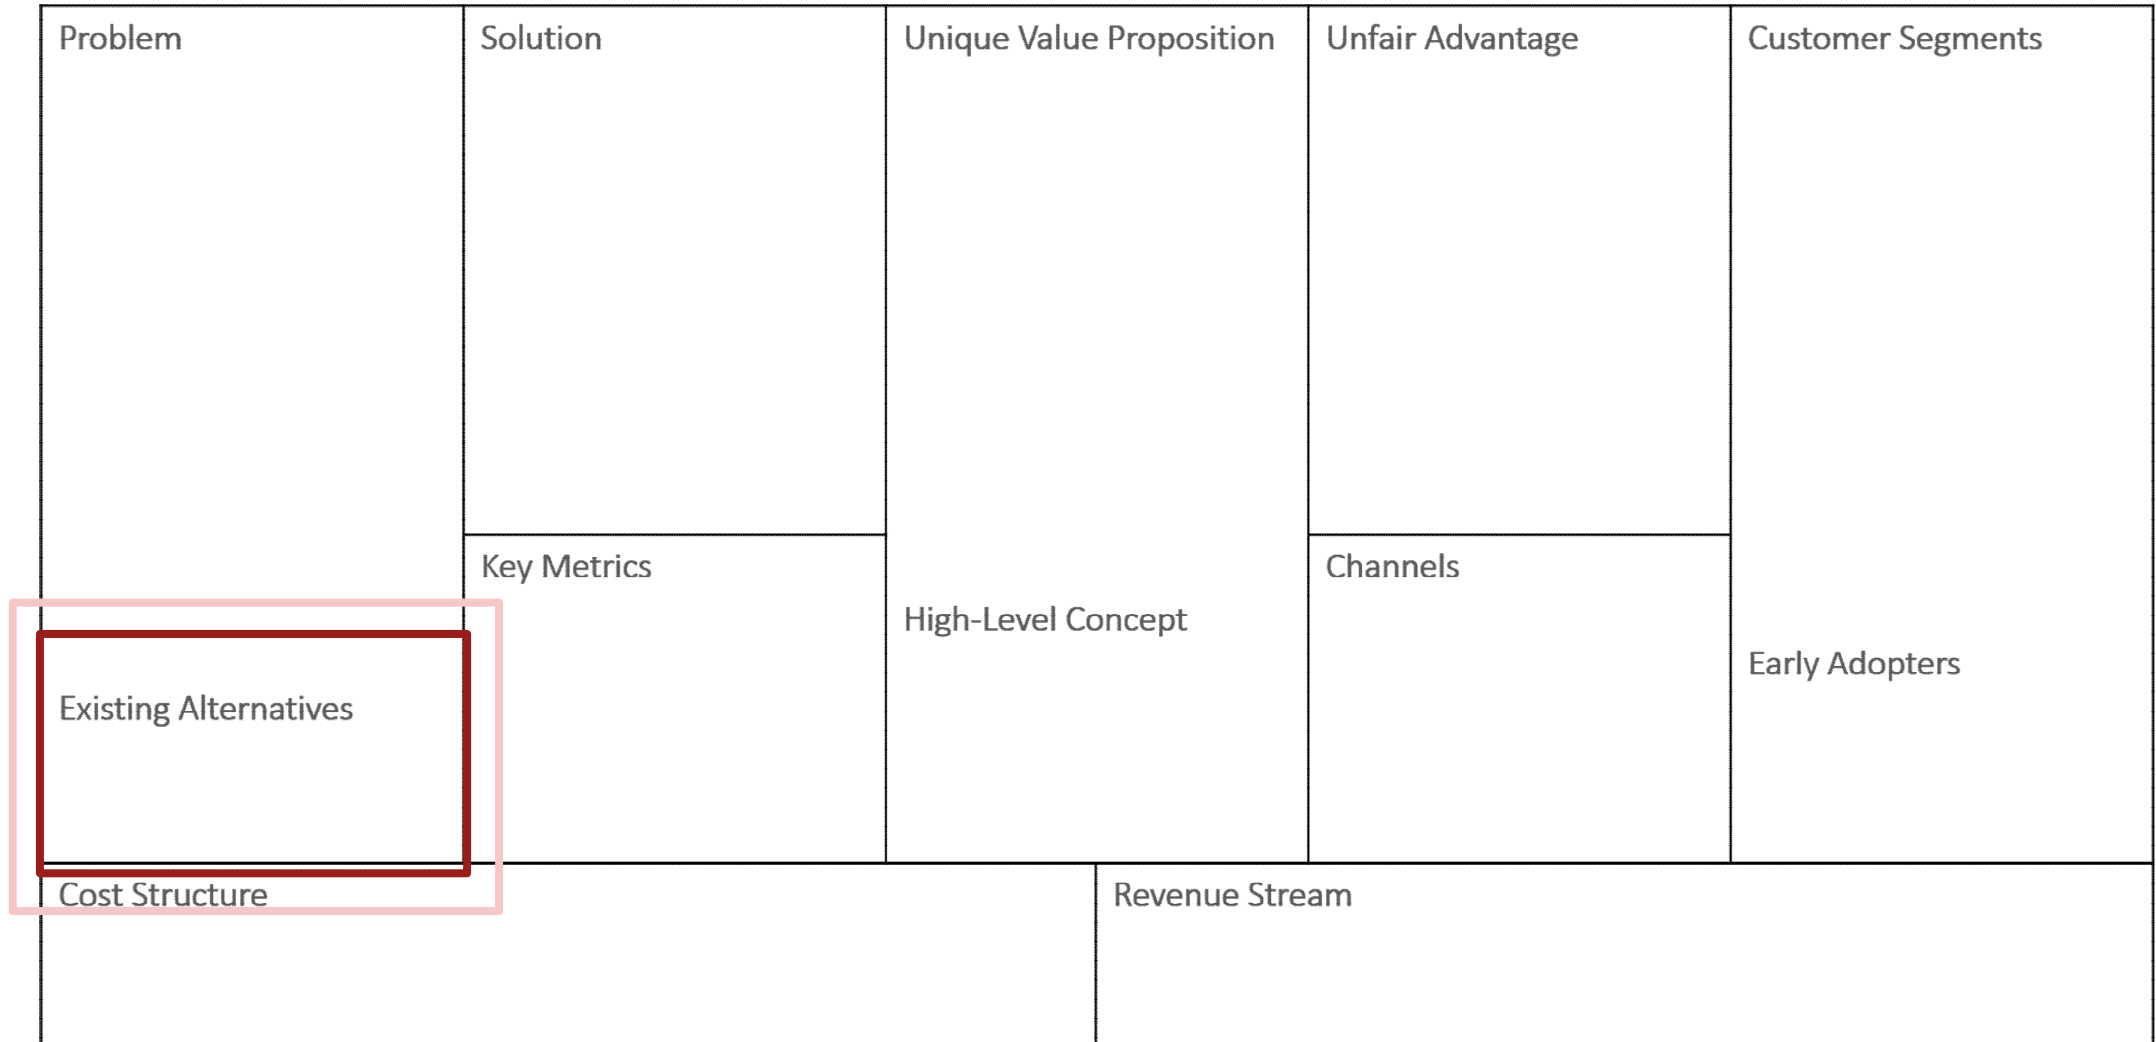 Problem
Existing Alternatives
Solution
Key Metrics
Unique Value Proposition
High-Level Concept
Unfair Advantage
Channels
Customer Segments
Early Adopters
Cost Structure
Revenue Stream